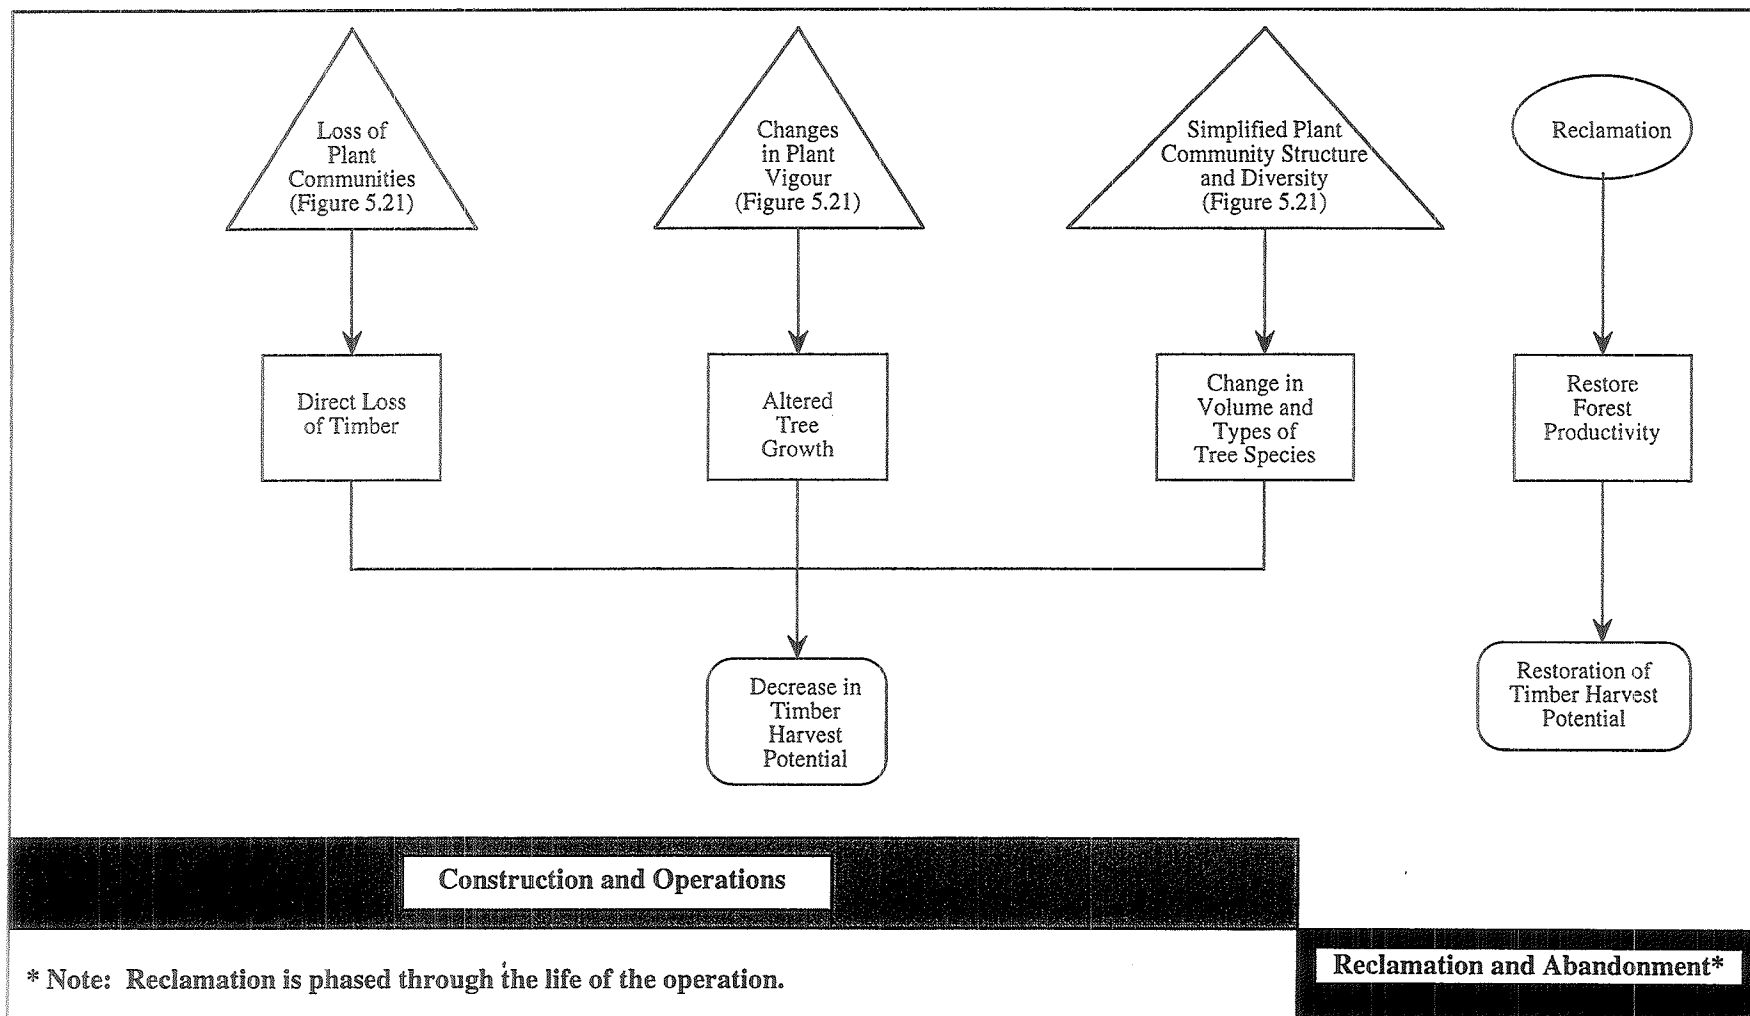 Loss of
Plant
Communities
(Figure 5.21)
Changes
in Plant
Vigour
(Figure 5.21)
Simplified Plant
Community Structure
and Diversity
(Figure 5.21)
Reclamation
Direct Loss
of Timber
Altered
Tree
Growth
Change in
Volume and
Types of
Tree Species
Restore
Forest
Productivity
Decrease in
Timber
Harvest
Potential
Restoration of
Timber Harvest
Potential
Construction and Operations
Reclamation and Abandonment*
* Note: Reclamation is phased through the life of the operation.